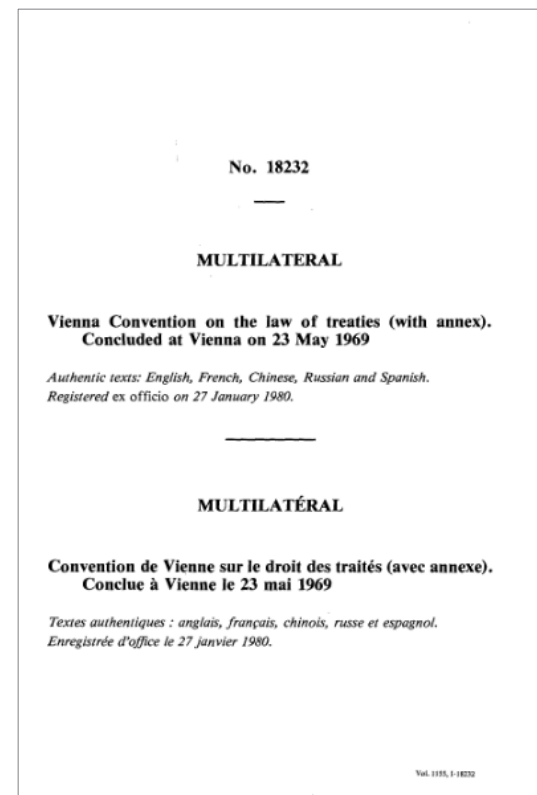 No. 18232
MULTILATERAL
Vienna Convention on the law of treaties (with annex).
Concluded at Vienna on 23 May 1969
Authentic texts: English, French, Chinese, Russian and Spanish.
Registered ex officio on 27 January 1980.
MULTILATÉRAL
Convention de Vienne sur le droit des traités (avec annexe).
Conclue à Vienne le 23 mai 1969
Textes authentiques : anglais, français, chinois, russe et espagnol.
Enregistrée d'office le 27 janvier 1980.
Vol. 1155, I-18232